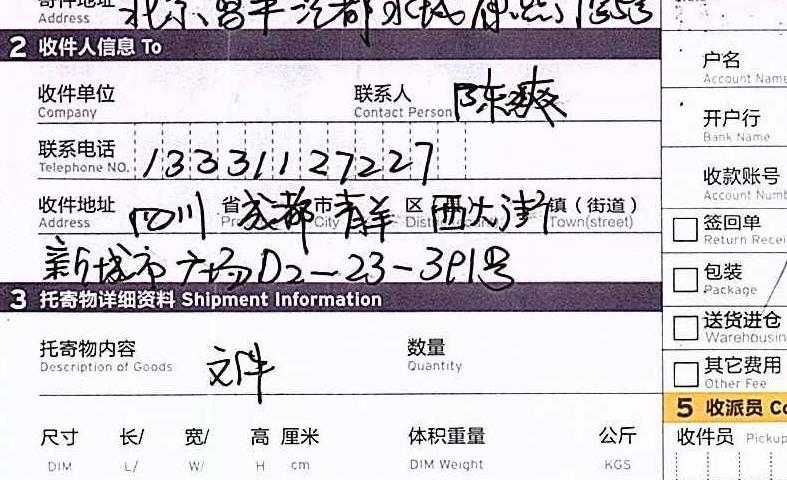 寄件地址
Address 北京 昌平
2 收件人信息 To
收件单位 联系人 陈爽
Company Contact Person
联系电话 13331127227
Telephone NO.
收件地址 四川 省 成都 市 青羊 区 西大街 镇（街道）
Address City Town(street)
新城市广场D2-23-391号
3 托寄物详细资料 Shipment Information
托寄物内容 文件 数量
Description of Goods Quantity
尺寸 长/ 宽/ 高 厘米 体积重量 公斤
DIM L/ W/ H cm DIM Weight KGS
户名
Account Name
开户行
Bank Name
收款账号
Account Numb
签回单
Return Recei
包装
Package
送货进仓
Warehousin
其它费用
Other Fee
5 收派员 Co
收件员 Pickup